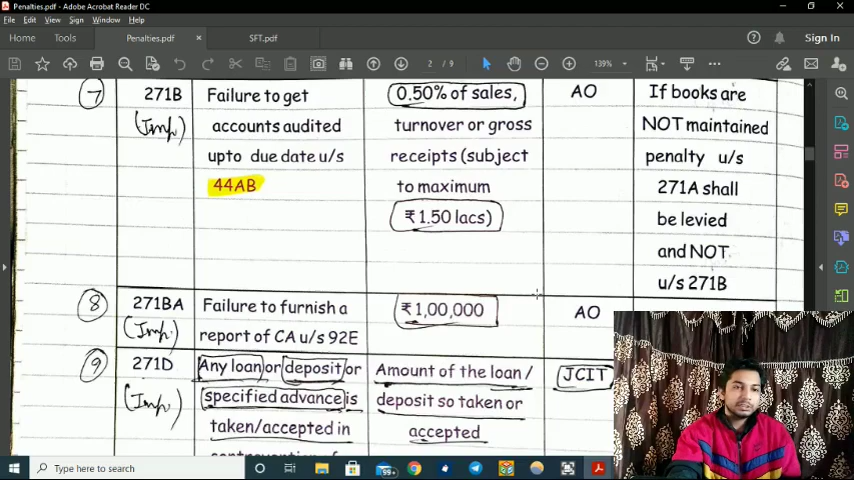 Penalties.pdf - Adobe Acrobat Reader DC
File Edit View Sign Window Help
Home Tools Penalties.pdf × SFT.pdf Sign In
2 / 9 139%
7 271B Failure to get 0.50% of sales, AO If books are
(Imp) accounts audited turnover or gross NOT maintained
upto due date u/s receipts (subject penalty u/s
44AB to maximum 271A shall
₹1.50 lacs) be levied
and NOT
u/s 271B
8 271BA Failure to furnish a ₹1,00,000 AO
(Imp.) report of CA u/s 92E
9 271D Any loan or deposit or Amount of the loan / JCIT
(Imp.) specified advance is deposit so taken or
taken/accepted in accepted
Type here to search
99+